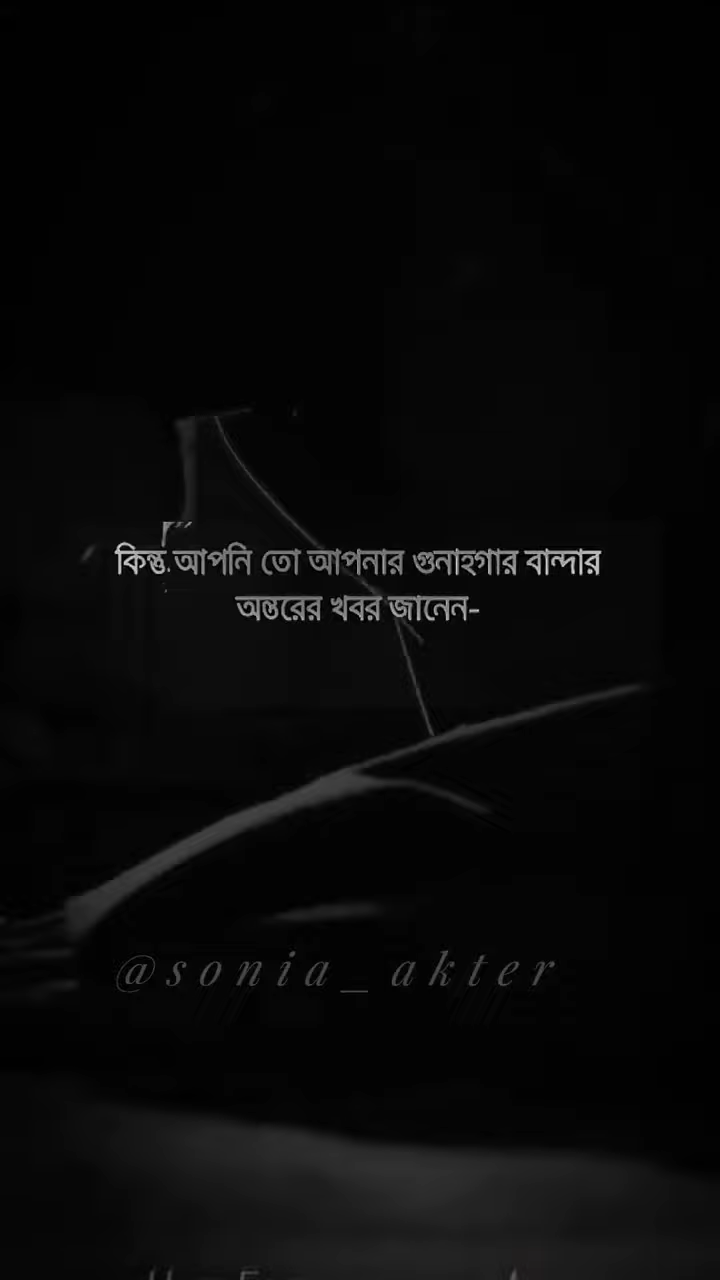 কিন্তু আপনি তো আপনার গুনাহগার বান্দার
অন্তরের খবর জানেন-
@sonia_akter